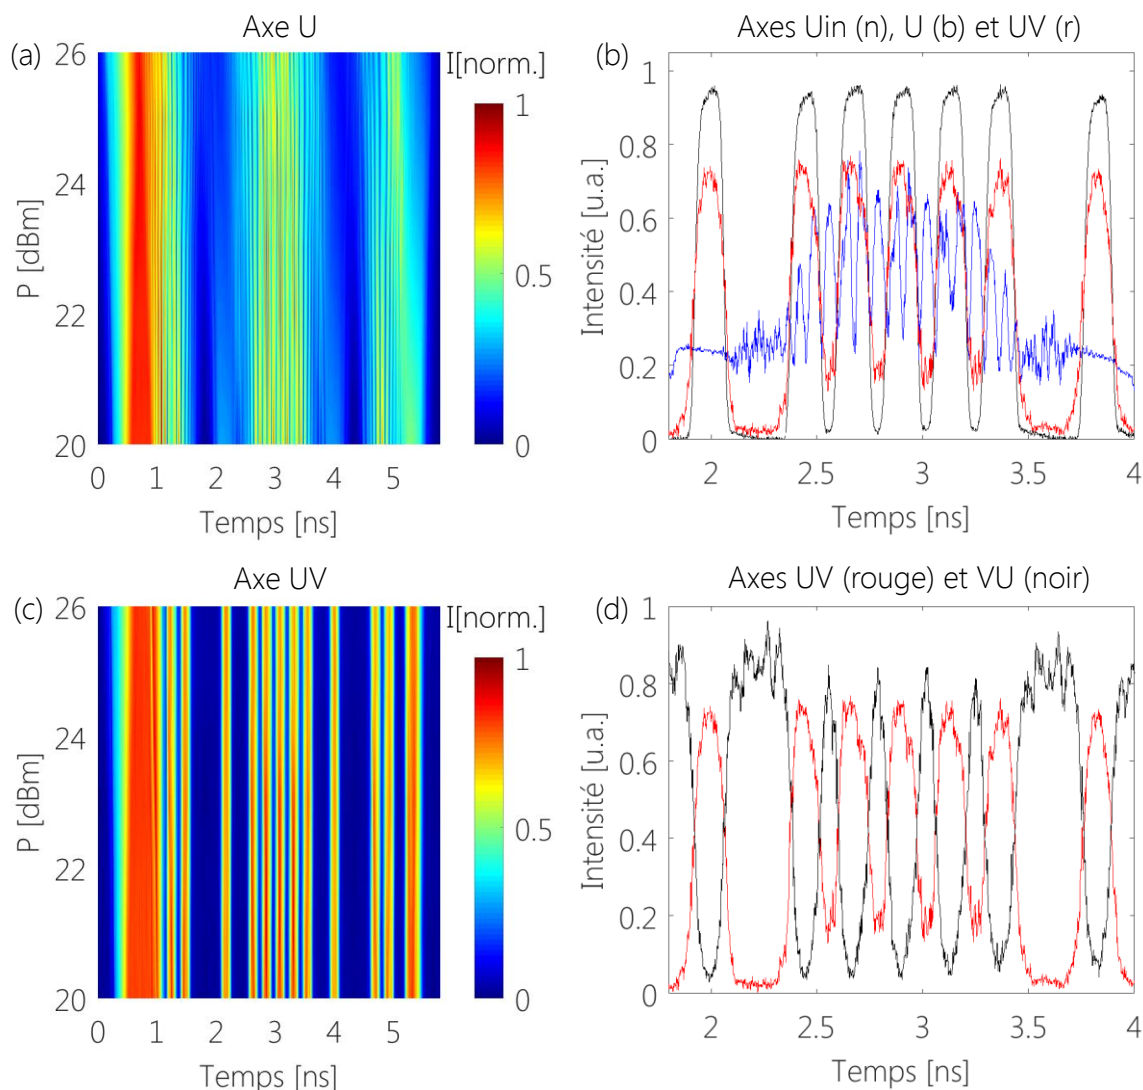 Axe U
(a)
I[norm.]
26
24
22
20
P [dBm]
1
0.5
0
0 1 2 3 4 5
Temps [ns]
Axes Uin (n), U (b) et UV (r)
(b)
1
0.8
0.6
0.4
0.2
0
Intensité [u.a.]
2 2.5 3 3.5 4
Temps [ns]
Axe UV
(c)
I[norm.]
26
24
22
20
P [dBm]
1
0.5
0
0 1 2 3 4 5
Temps [ns]
Axes UV (rouge) et VU (noir)
(d)
1
0.8
0.6
0.4
0.2
0
Intensité [u.a.]
2 2.5 3 3.5 4
Temps [ns]